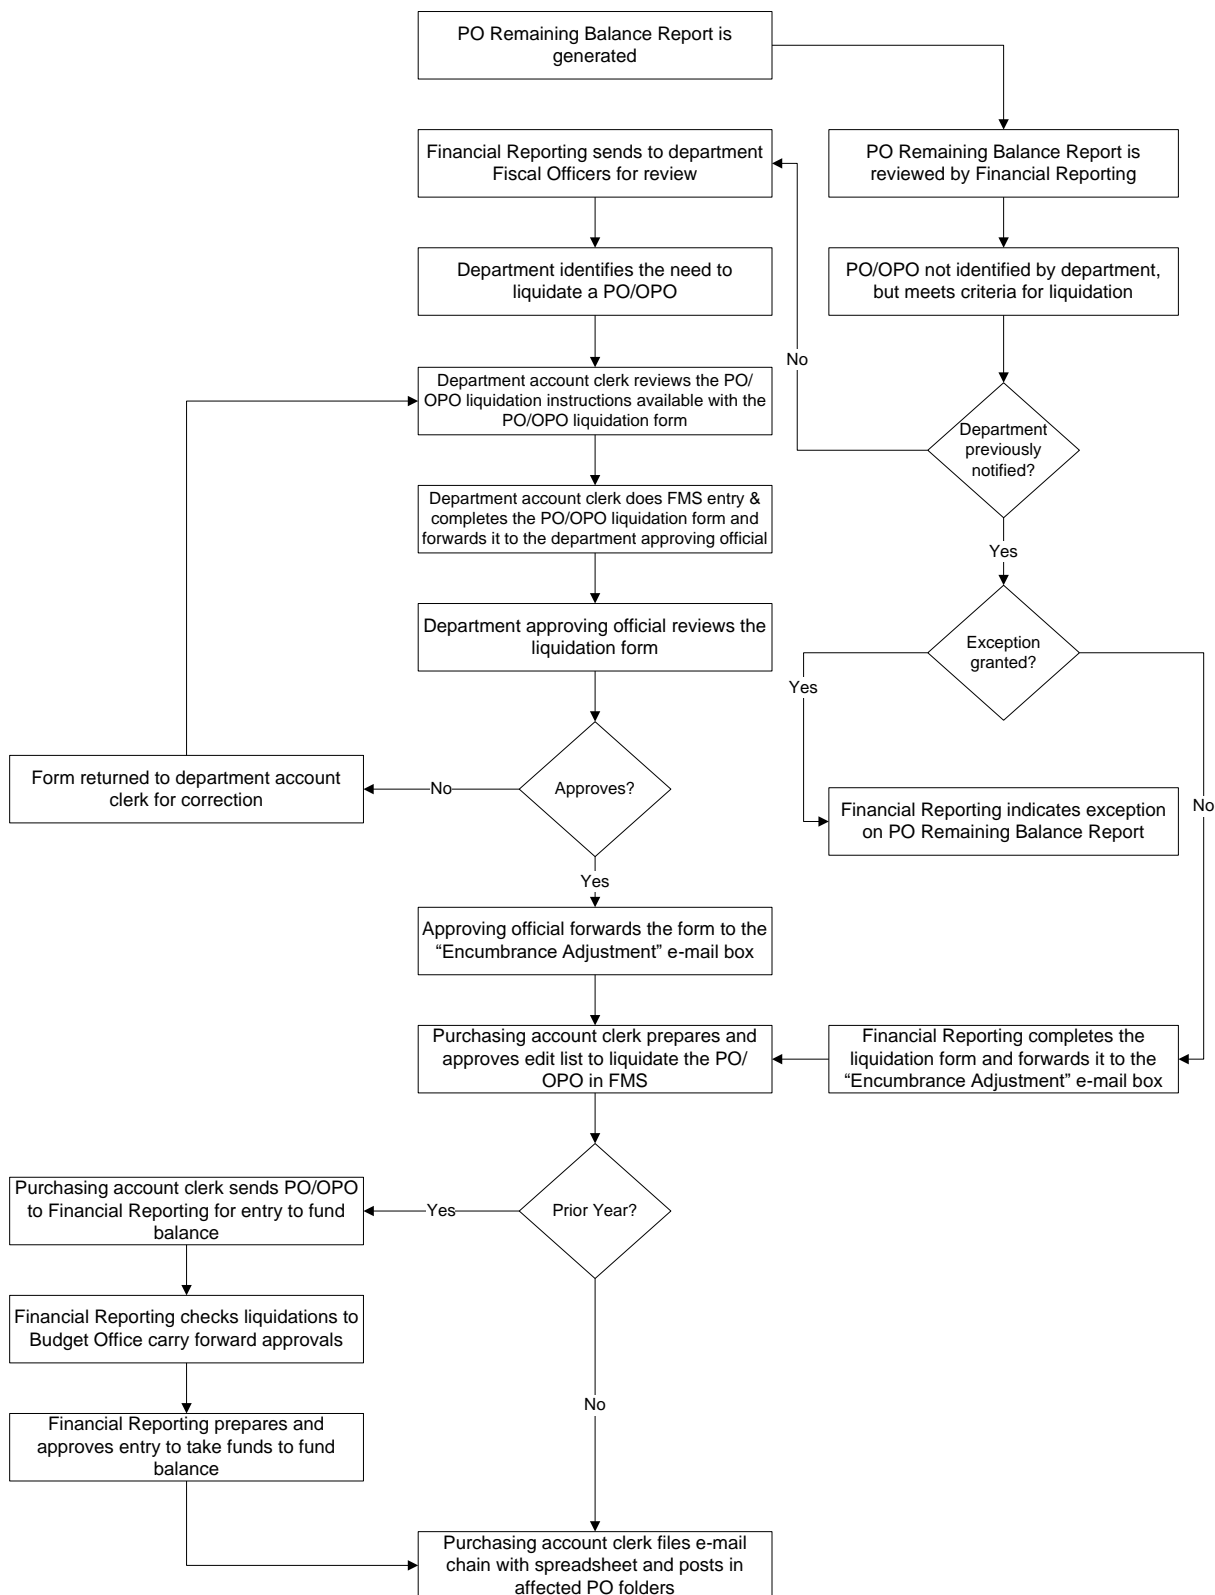 PO Remaining Balance Report is
generated
Financial Reporting sends to department
Fiscal Officers for review
PO Remaining Balance Report is
reviewed by Financial Reporting
Department identifies the need to
liquidate a PO/OPO
PO/OPO not identified by department,
but meets criteria for liquidation
No
Department account clerk reviews the PO/
OPO liquidation instructions available with the
PO/OPO liquidation form
Department
previously
notified?
Department account clerk does FMS entry &
completes the PO/OPO liquidation form and
forwards it to the department approving official
Yes
Department approving official reviews the
liquidation form
Exception
granted?
Yes
No
Form returned to department account
clerk for correction
No
Approves?
Financial Reporting indicates exception
on PO Remaining Balance Report
Yes
Approving official forwards the form to the
“Encumbrance Adjustment” e-mail box
Purchasing account clerk prepares and
approves edit list to liquidate the PO/
OPO in FMS
Financial Reporting completes the
liquidation form and forwards it to the
“Encumbrance Adjustment” e-mail box
Purchasing account clerk sends PO/OPO
to Financial Reporting for entry to fund
balance
Yes
Prior Year?
Financial Reporting checks liquidations to
Budget Office carry forward approvals
No
Financial Reporting prepares and
approves entry to take funds to fund
balance
Purchasing account clerk files e-mail
chain with spreadsheet and posts in
affected PO folders